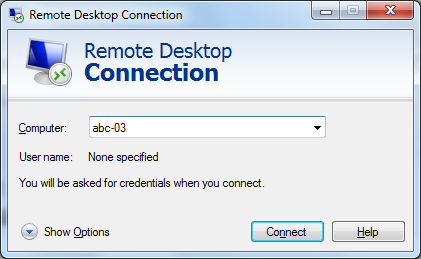 Remote Desktop Connection
Remote Desktop
Connection
Computer: abc-03
User name: None specified
You will be asked for credentials when you connect.
Show Options Connect Help